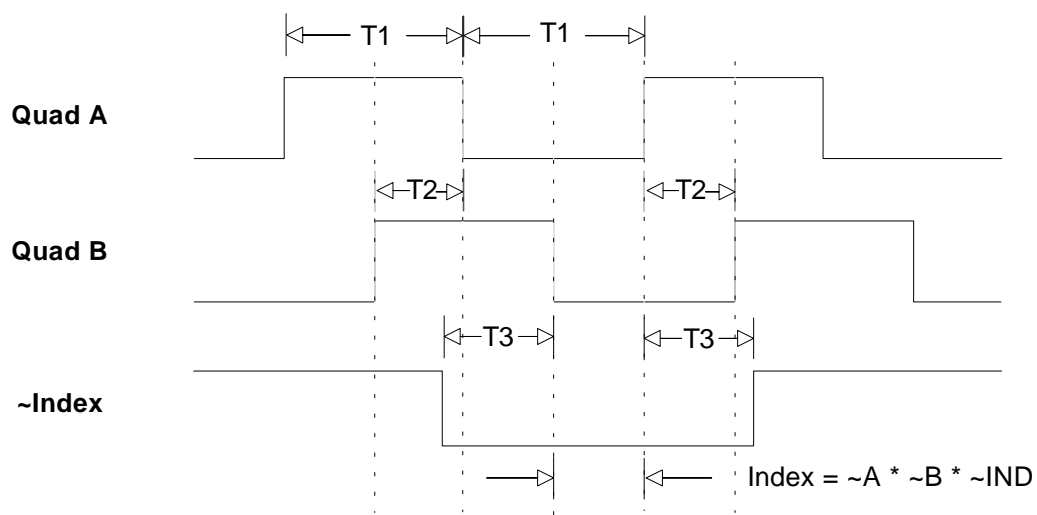 T1 T1
Quad A
T2 T2
Quad B
T3 T3
~Index
Index = ~A * ~B * ~IND